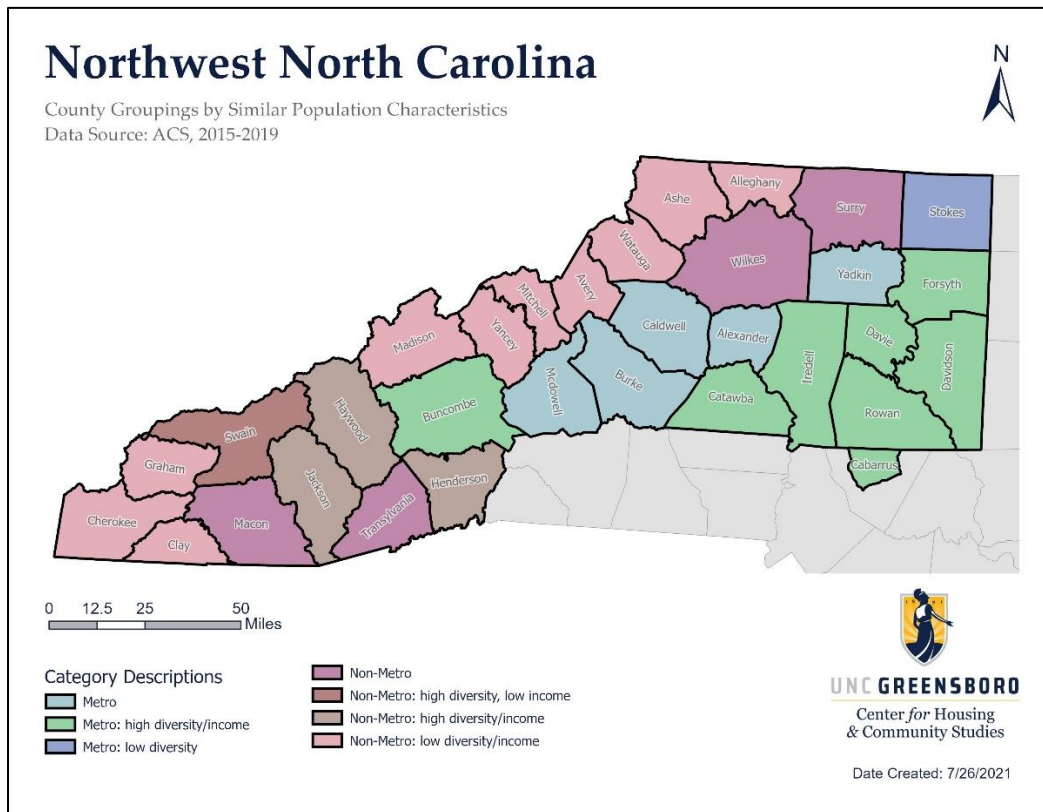 Northwest North Carolina
County Groupings by Similar Population Characteristics
Data Source: ACS, 2015-2019
N
Ashe
Alleghany
Surry
Stokes
Watauga
Wilkes
Yadkin
Forsyth
Avery
Mitchell
Yancey
Madison
Caldwell
Alexander
Iredell
Davie
Davidson
Mcdowell
Burke
Catawba
Rowan
Buncombe
Haywood
Swain
Cabarrus
Graham
Jackson
Henderson
Cherokee
Macon
Transylvania
Clay
0 12.5 25 50
Miles
Category Descriptions
Metro
Metro: high diversity/income
Metro: low diversity
Non-Metro
Non-Metro: high diversity, low income
Non-Metro: high diversity/income
Non-Metro: low diversity/income
UNC GREENSBORO
Center for Housing
& Community Studies
Date Created: 7/26/2021